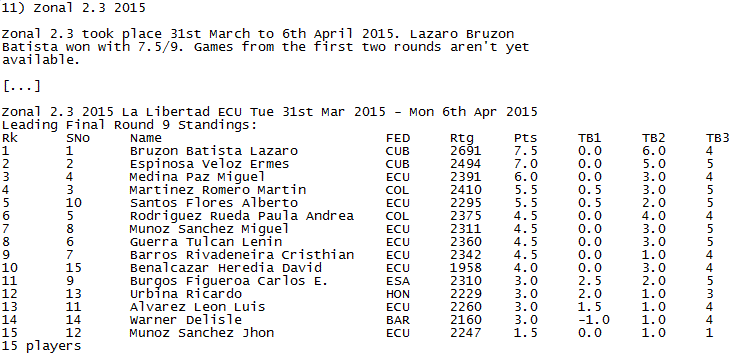 11) Zonal 2.3 2015
Zonal 2.3 took place 31st March to 6th April 2015. Lazaro Bruzon
Batista won with 7.5/9. Games from the first two rounds aren't yet
available.
[...]
Zonal 2.3 2015 La Libertad ECU Tue 31st Mar 2015 - Mon 6th Apr 2015
Leading Final Round 9 Standings:
Rk SNo Name FED Rtg Pts TB1 TB2 TB3
1 1 Bruzon Batista Lazaro CUB 2691 7.5 0.0 6.0 4
2 2 Espinosa Veloz Ermes CUB 2494 7.0 0.0 5.0 5
3 4 Medina Paz Miguel ECU 2391 6.0 0.0 3.0 4
4 3 Martinez Romero Martin COL 2410 5.5 0.5 3.0 5
5 10 Santos Flores Alberto ECU 2295 5.5 0.5 2.0 5
6 5 Rodriguez Rueda Paula Andrea COL 2375 4.5 0.0 4.0 4
7 8 Munoz Sanchez Miguel ECU 2311 4.5 0.0 3.0 5
8 6 Guerra Tulcan Lenin ECU 2360 4.5 0.0 3.0 5
9 7 Barros Rivadeneira Cristhian ECU 2342 4.5 0.0 1.0 4
10 15 Benalcazar Heredia David ECU 1958 4.0 0.0 3.0 4
11 9 Burgos Figueroa Carlos E. ESA 2310 3.0 2.5 2.0 5
12 13 Urbina Ricardo HON 2229 3.0 2.0 1.0 3
13 11 Alvarez Leon Luis ECU 2260 3.0 1.5 1.0 4
14 14 Warner Delisle BAR 2160 3.0 -1.0 1.0 4
15 12 Munoz Sanchez Jhon ECU 2247 1.5 0.0 1.0 1
15 players